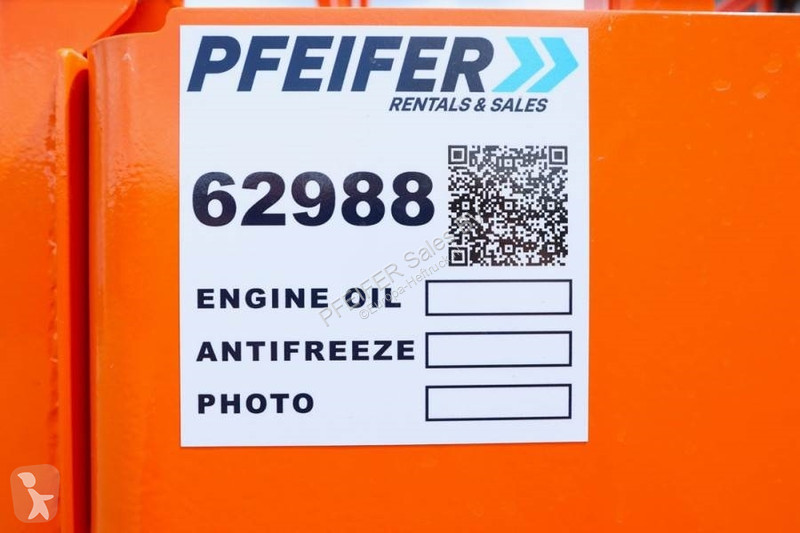 PFEIFER
RENTALS & SALES
62988
ENGINE OIL
ANTIFREEZE
PHOTO